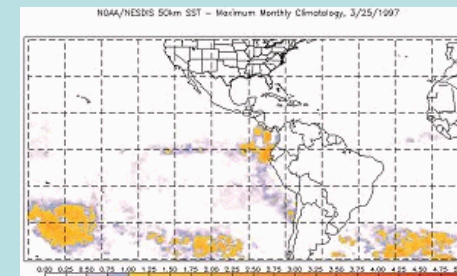 NOAA/NESDIS 50km SST – Maximum Monthly Climatology, 3/25/1997
0.00 0.25 0.50 0.75 1.00 1.25 1.50 1.75 2.00 2.25 2.50 2.75 3.00 3.25 3.50 3.75 4.00 4.25 4.50 4.75